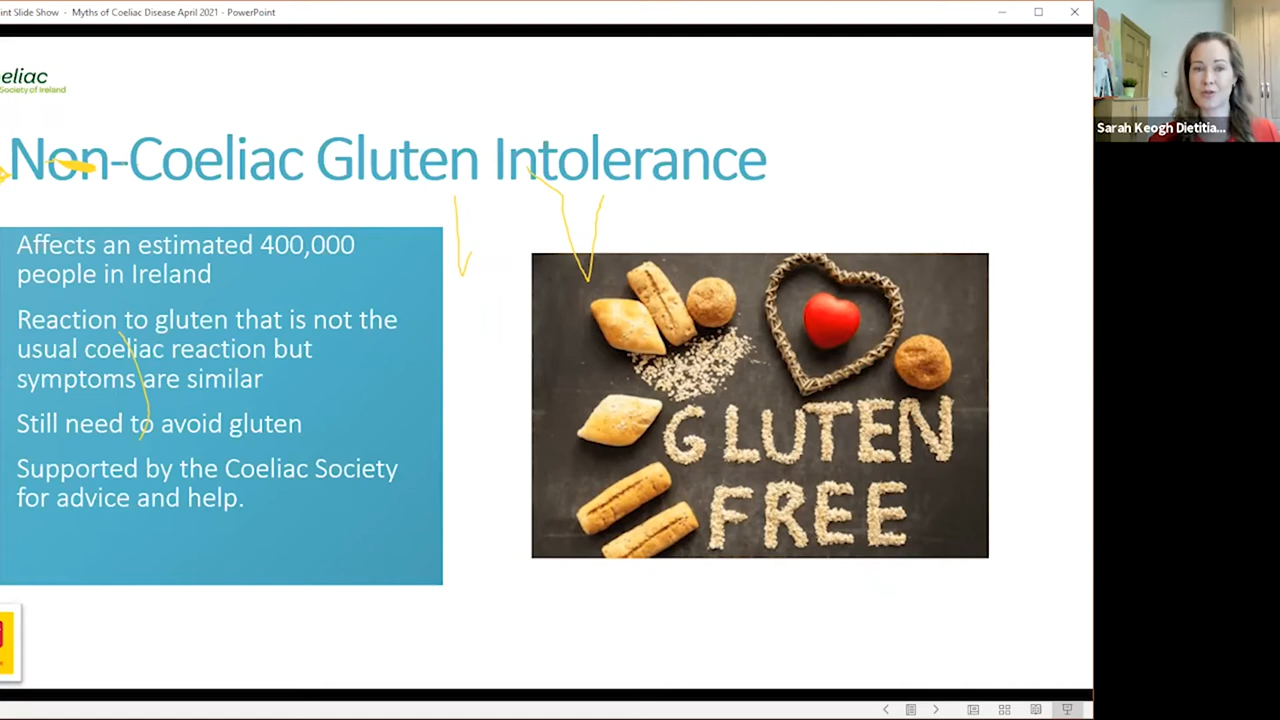 int Slide Show - Myths of Coeliac Disease April 2021 - PowerPoint
eliac
Society of Ireland
Non-Coeliac Gluten Intolerance
Affects an estimated 400,000
people in Ireland
Reaction to gluten that is not the
usual coeliac reaction but
symptoms are similar
Still need to avoid gluten
Supported by the Coeliac Society
for advice and help.
GLUTEN
FREE
Sarah Keogh Dietitia...